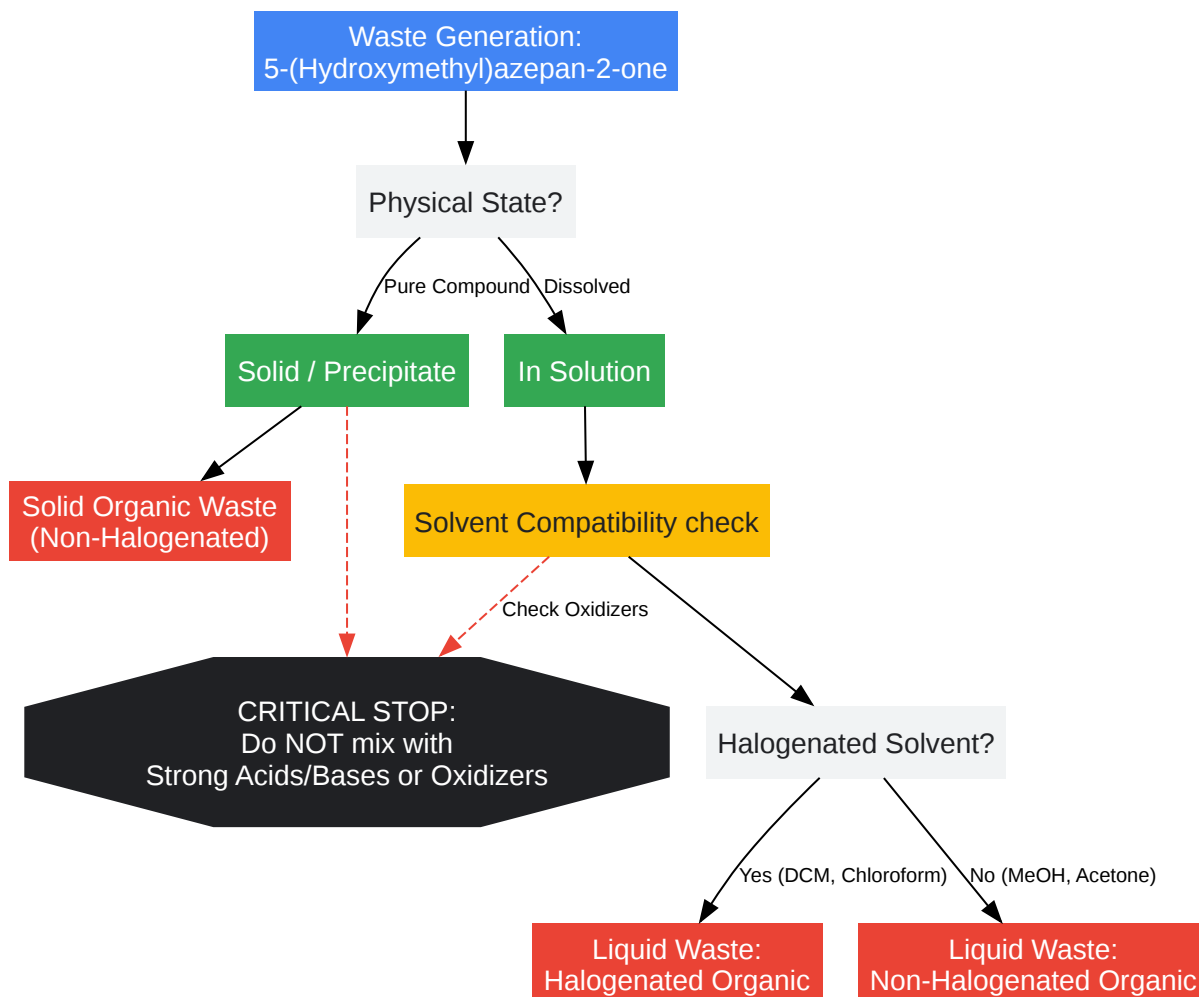 Waste Generation:
5-(Hydroxymethyl)azepan-2-one
Physical State?
Pure Compound
Dissolved
Solid / Precipitate
In Solution
Solid Organic Waste
(Non-Halogenated)
Solvent Compatibility check
Check Oxidizers
CRITICAL STOP:
Do NOT mix with
Strong Acids/Bases or Oxidizers
Halogenated Solvent?
Yes (DCM, Chloroform)
No (MeOH, Acetone)
Liquid Waste:
Halogenated Organic
Liquid Waste:
Non-Halogenated Organic